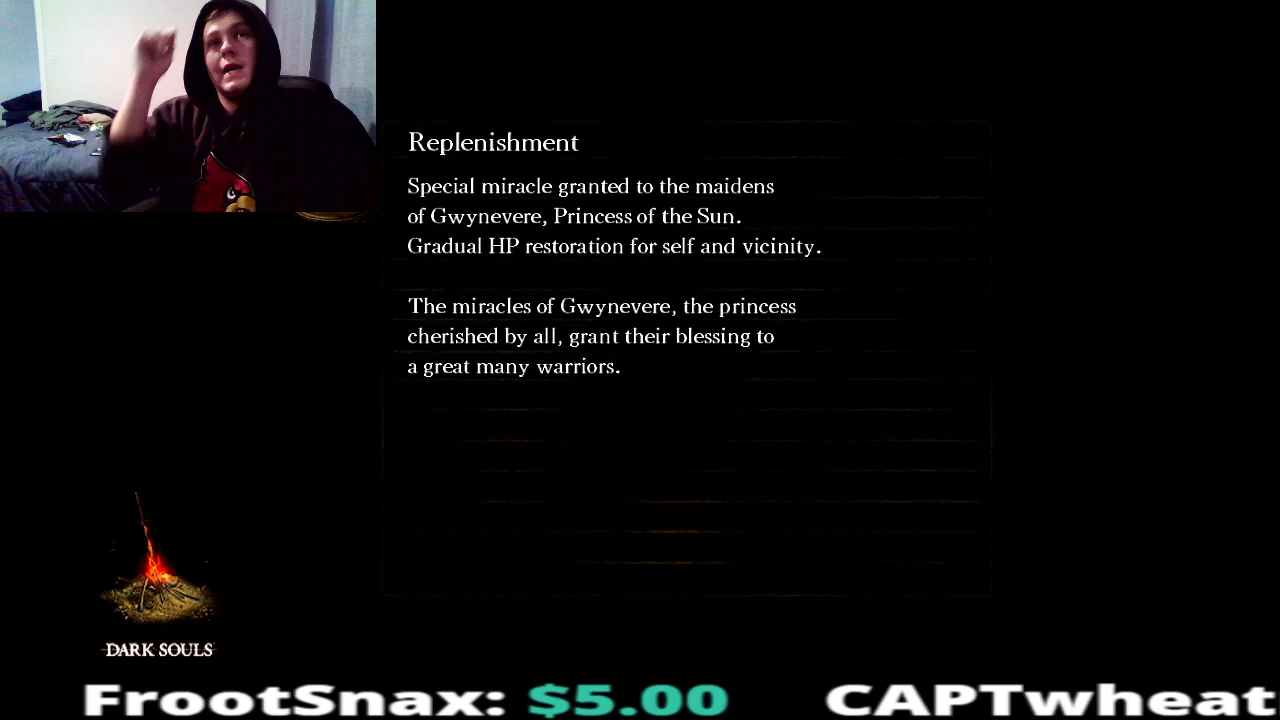 Replenishment
Special miracle granted to the maidens
of Gwynevere, Princess of the Sun.
Gradual HP restoration for self and vicinity.
The miracles of Gwynevere, the princess
cherished by all, grant their blessing to
a great many warriors.
DARK SOULS
FrootSnax: $5.00 CAPTwheat